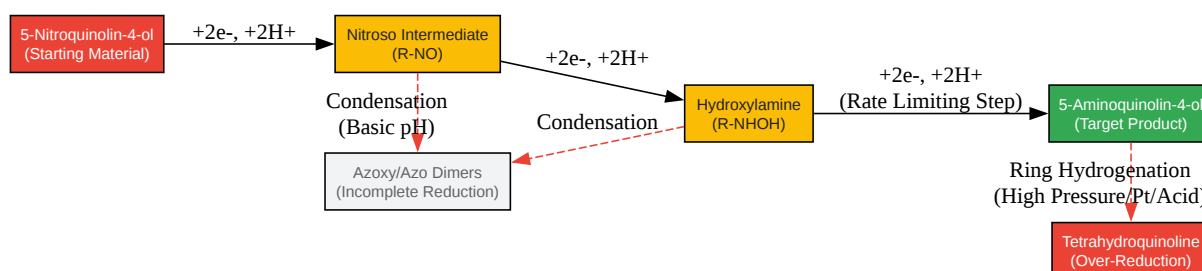 5-Nitroquinolin-4-ol
(Starting Material)
+2e-, +2H+
Nitroso Intermediate
(R-NO)
+2e-, +2H+
Condensation
(Basic pH)
Condensation
Hydroxylamine
(R-NHOH)
+2e-, +2H+
(Rate Limiting Step)
5-Aminoquinolin-4-ol
(Target Product)
Azoxy/Azo Dimers
(Incomplete Reduction)
Ring Hydrogenation
(High Pressure/Pt/Acid)
Tetrahydroquinoline
(Over-Reduction)